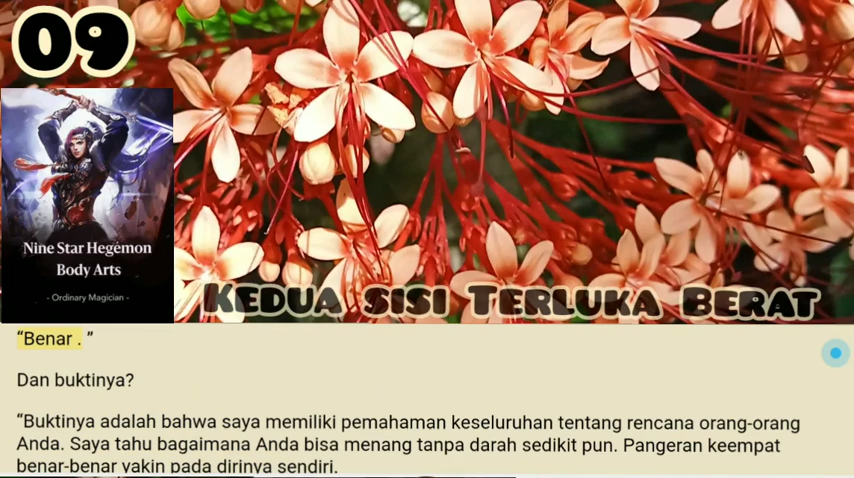 09
Nine Star Hegemon
Body Arts
- Ordinary Magician -
KEDUA SISI TERLUKA BERAT
“Benar . ”
Dan buktinya?
“Buktinya adalah bahwa saya memiliki pemahaman keseluruhan tentang rencana orang-orang
Anda. Saya tahu bagaimana Anda bisa menang tanpa darah sedikit pun. Pangeran keempat
benar-benar yakin pada dirinya sendiri.